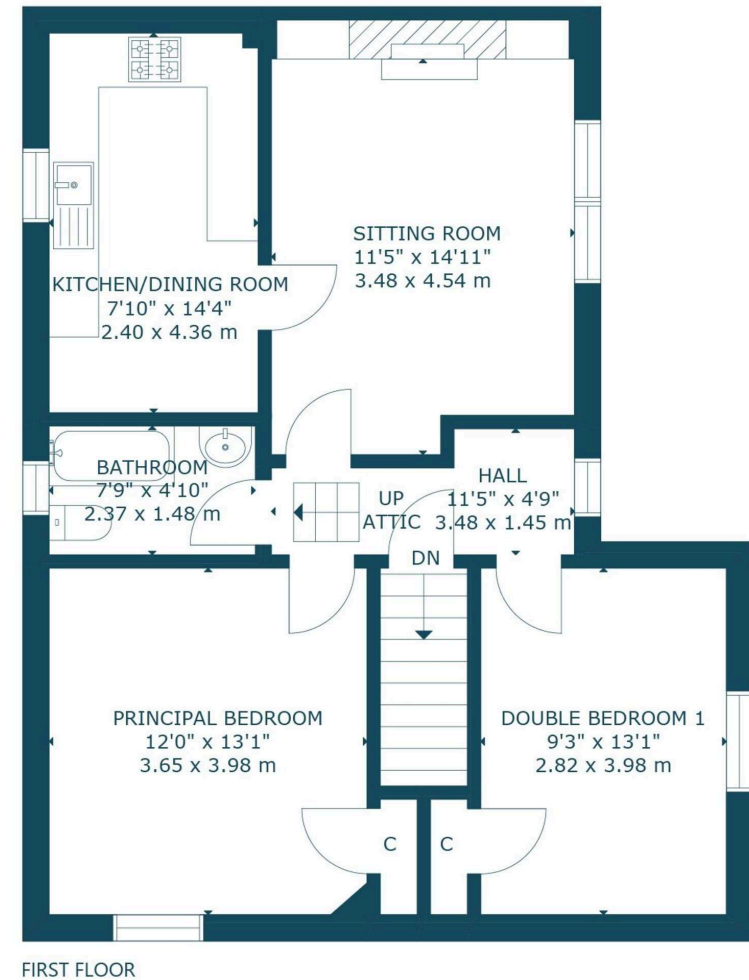 SITTING ROOM
11'5" x 14'11"
3.48 x 4.54 m
KITCHEN/DINING ROOM
7'10" x 14'4"
2.40 x 4.36 m
BATHROOM
7'9" x 4'10"
2.37 x 1.48 m
UP
ATTIC
HALL
11'5" x 4'9"
3.48 x 1.45 m
DN
PRINCIPAL BEDROOM
12'0" x 13'1"
3.65 x 3.98 m
DOUBLE BEDROOM 1
9'3" x 13'1"
2.82 x 3.98 m
C
C
FIRST FLOOR